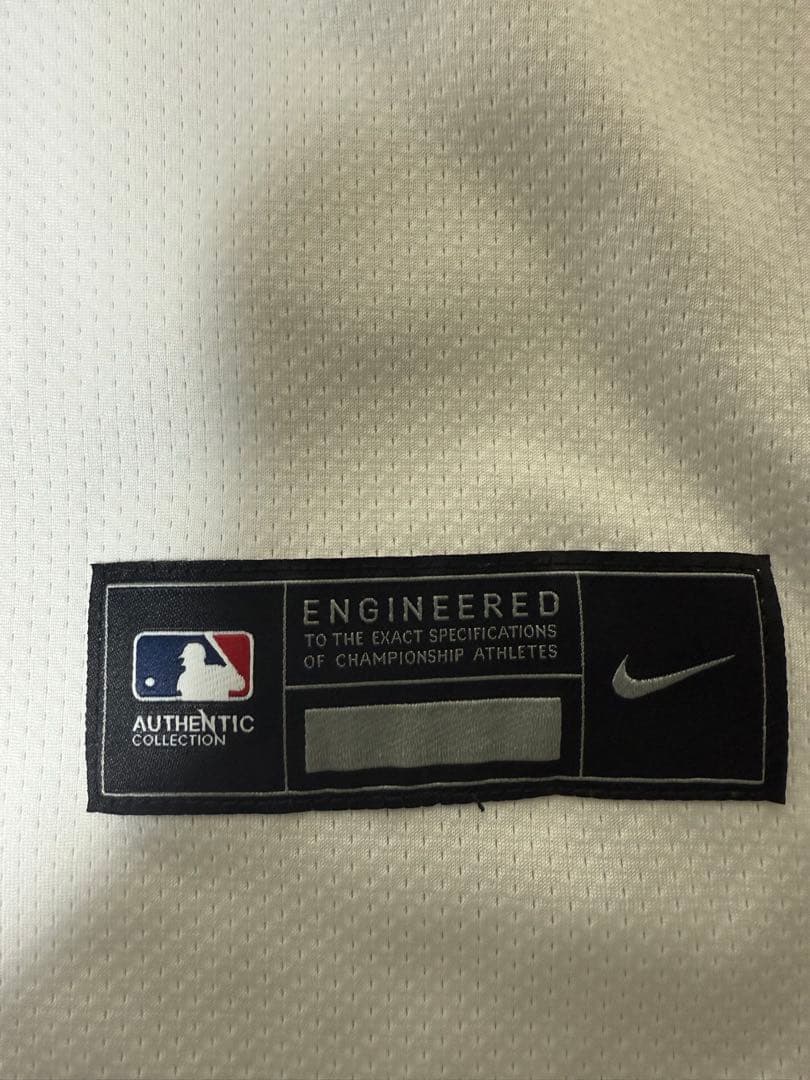 ENGINEERED
TO THE EXACT SPECIFICATIONS
OF CHAMPIONSHIP ATHLETES
AUTHENTIC
COLLECTION